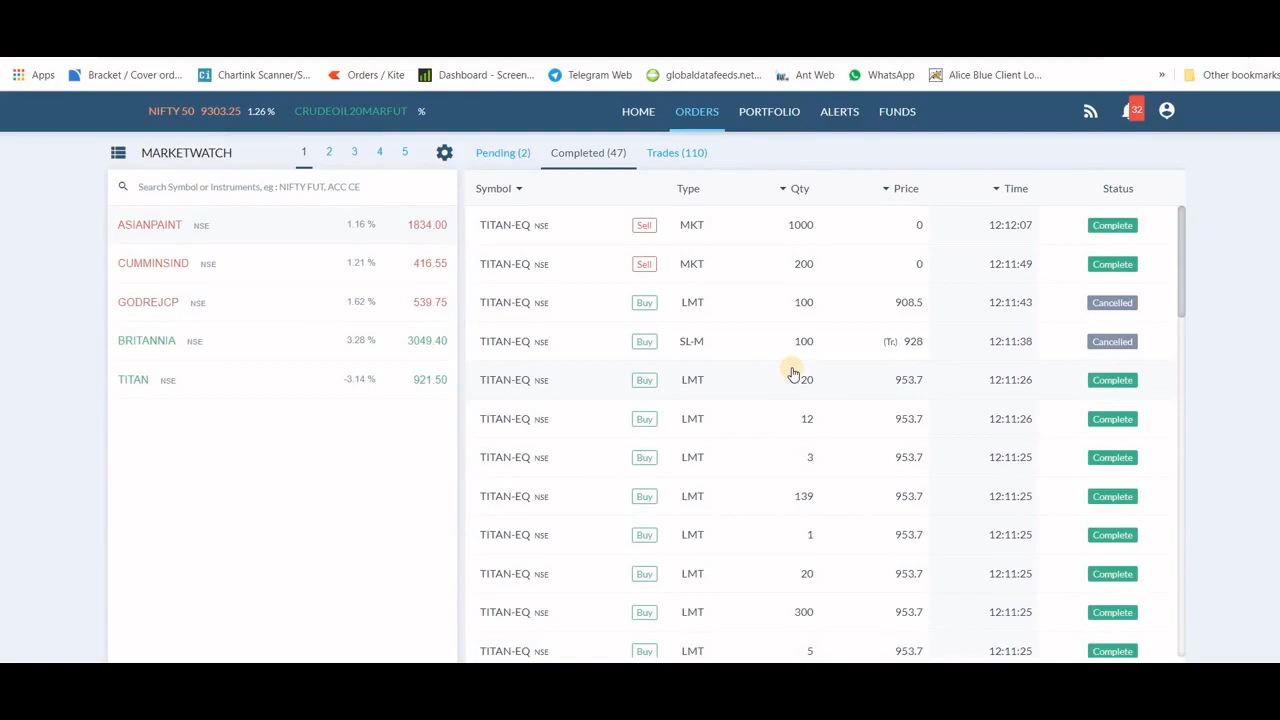 Apps Bracket / Cover ord... Chartink Scanner/S... Orders / Kite Dashboard - Screen... Telegram Web globaldatafeeds.net... Ant Web WhatsApp Alice Blue Client Lo... » Other bookmarks
NIFTY 50 9303.25 1.26 % CRUDEOIL20MARFUT % HOME ORDERS PORTFOLIO ALERTS FUNDS 32
MARKETWATCH 1 2 3 4 5 Pending (2) Completed (47) Trades (110)
Search Symbol or Instruments, eg : NIFTY FUT, ACC CE
ASIANPAINT NSE 1.16 % 1834.00
CUMMINSIND NSE 1.21 % 416.55
GODREJCP NSE 1.62 % 539.75
BRITANNIA NSE 3.28 % 3049.40
TITAN NSE -3.14 % 921.50
Symbol Type Qty Price Time Status
TITAN-EQ NSE Sell MKT 1000 0 12:12:07 Complete
TITAN-EQ NSE Sell MKT 200 0 12:11:49 Complete
TITAN-EQ NSE Buy LMT 100 908.5 12:11:43 Cancelled
TITAN-EQ NSE Buy SL-M 100 (Tr.) 928 12:11:38 Cancelled
TITAN-EQ NSE Buy LMT 20 953.7 12:11:26 Complete
TITAN-EQ NSE Buy LMT 12 953.7 12:11:26 Complete
TITAN-EQ NSE Buy LMT 3 953.7 12:11:25 Complete
TITAN-EQ NSE Buy LMT 139 953.7 12:11:25 Complete
TITAN-EQ NSE Buy LMT 1 953.7 12:11:25 Complete
TITAN-EQ NSE Buy LMT 20 953.7 12:11:25 Complete
TITAN-EQ NSE Buy LMT 300 953.7 12:11:25 Complete
TITAN-EQ NSE Buy LMT 5 953.7 12:11:25 Complete